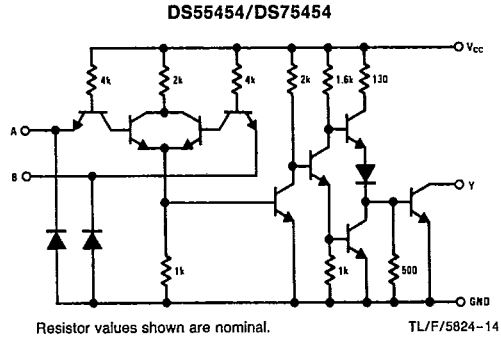 DS55454/DS75454
Vcc
4k 2k 4k 2k 1.6k 130
A
B
Y
1k 1k 500
GND
Resistor values shown are nominal. TL/F/5824-14